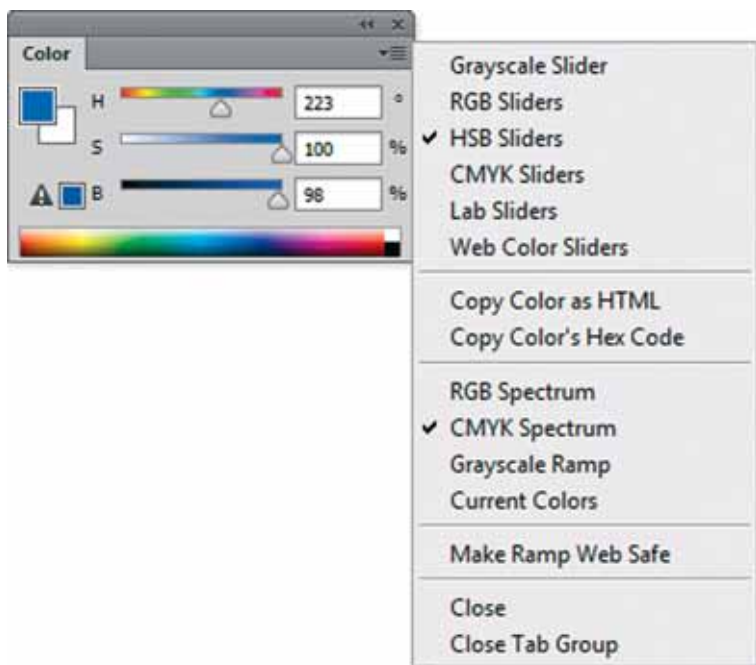 Color
H 223 °
S 100 %
B 98 %
Grayscale Slider
RGB Sliders
✔ HSB Sliders
CMYK Sliders
Lab Sliders
Web Color Sliders
Copy Color as HTML
Copy Color's Hex Code
RGB Spectrum
✔ CMYK Spectrum
Grayscale Ramp
Current Colors
Make Ramp Web Safe
Close
Close Tab Group